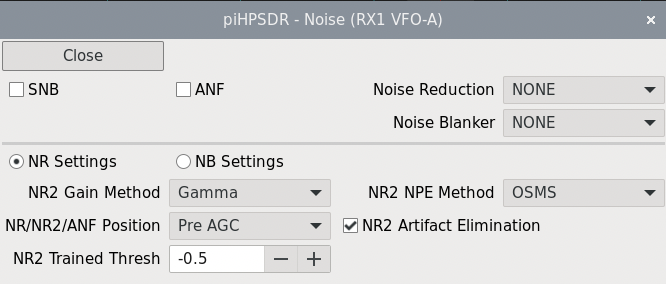 piHPSDR - Noise (RX1 VFO-A)
×
Close
SNB ANF Noise Reduction NONE
Noise Blanker NONE
NR Settings NB Settings
NR2 Gain Method Gamma NR2 NPE Method OSMS
NR/NR2/ANF Position Pre AGC NR2 Artifact Elimination
NR2 Trained Thresh -0.5 − +